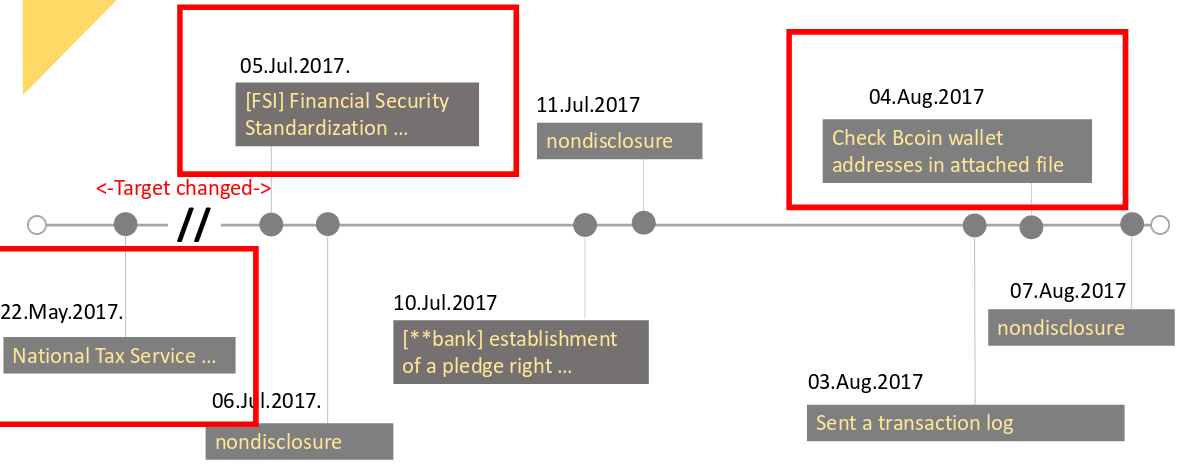 05.Jul.2017.
[FSI] Financial Security
Standardization ...
11.Jul.2017
nondisclosure
04.Aug.2017
Check Bcoin wallet
addresses in attached file
<-Target changed->
//
22.May.2017.
National Tax Service ...
06.Jul.2017.
nondisclosure
10.Jul.2017
[**bank] establishment
of a pledge right ...
03.Aug.2017
Sent a transaction log
07.Aug.2017
nondisclosure